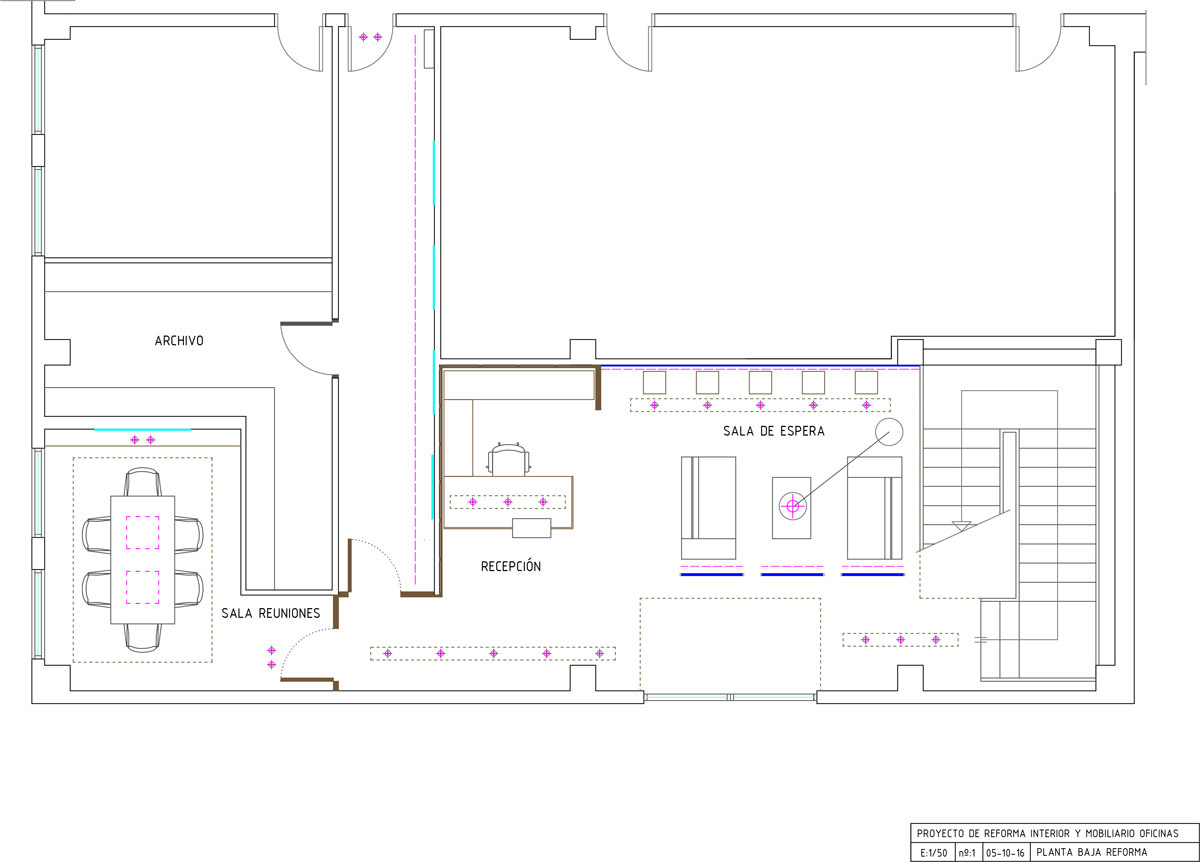 ARCHIVO
SALA DE ESPERA
RECEPCIÓN
SALA REUNIONES
PROYECTO DE REFORMA INTERIOR Y MOBILIARIO OFICINAS
E:1/50 nº:1 05-10-16 PLANTA BAJA REFORMA